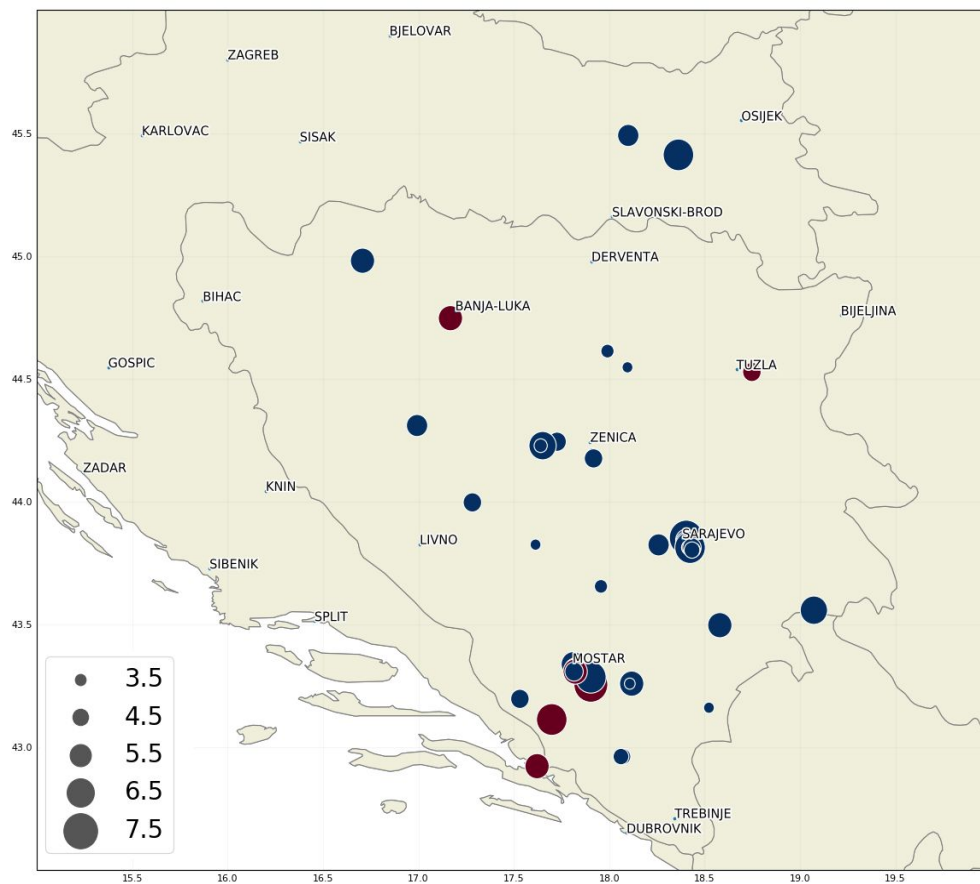 BJELOVAR
ZAGREB
OSIJEK
45.5
KARLOVAC
SISAK
SLAVONSKI-BROD
45.0
DERVENTA
BIHAC
BANJA-LUKA
BIJELJINA
44.5
GOSPIC
TUZLA
ZENICA
ZADAR
44.0
KNIN
LIVNO
SARAJEVO
SIBENIK
43.5
SPLIT
MOSTAR
3.5
4.5
43.0
5.5
6.5
7.5
TREBINJE
DUBROVNIK
15.5 16.0 16.5 17.0 17.5 18.0 18.5 19.0 19.5